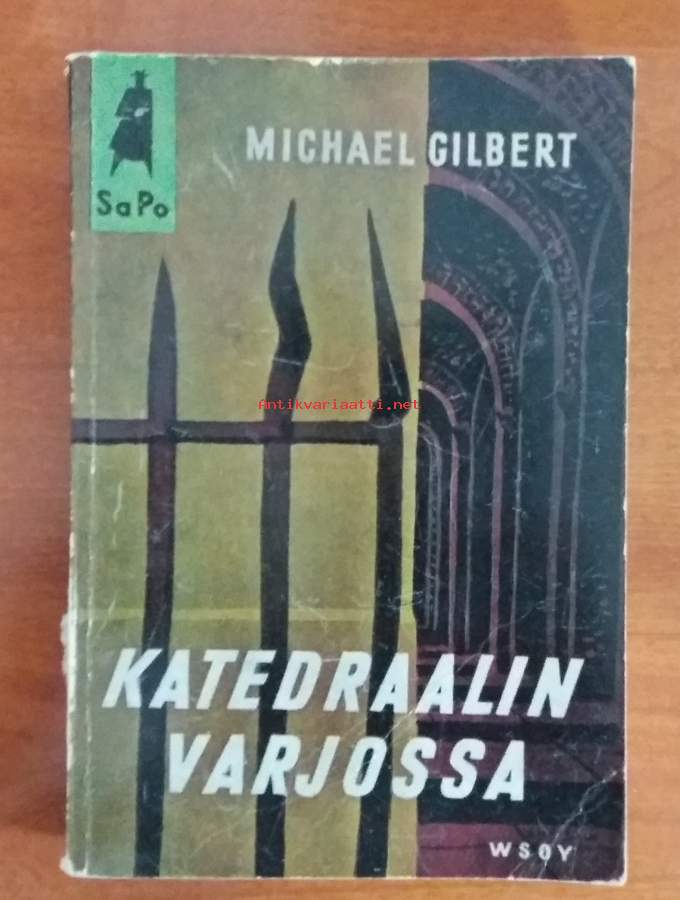 SaPo
MICHAEL GILBERT
Antikvariaatti.net
KATEDRAALIN
VARJOSSA
WSOY